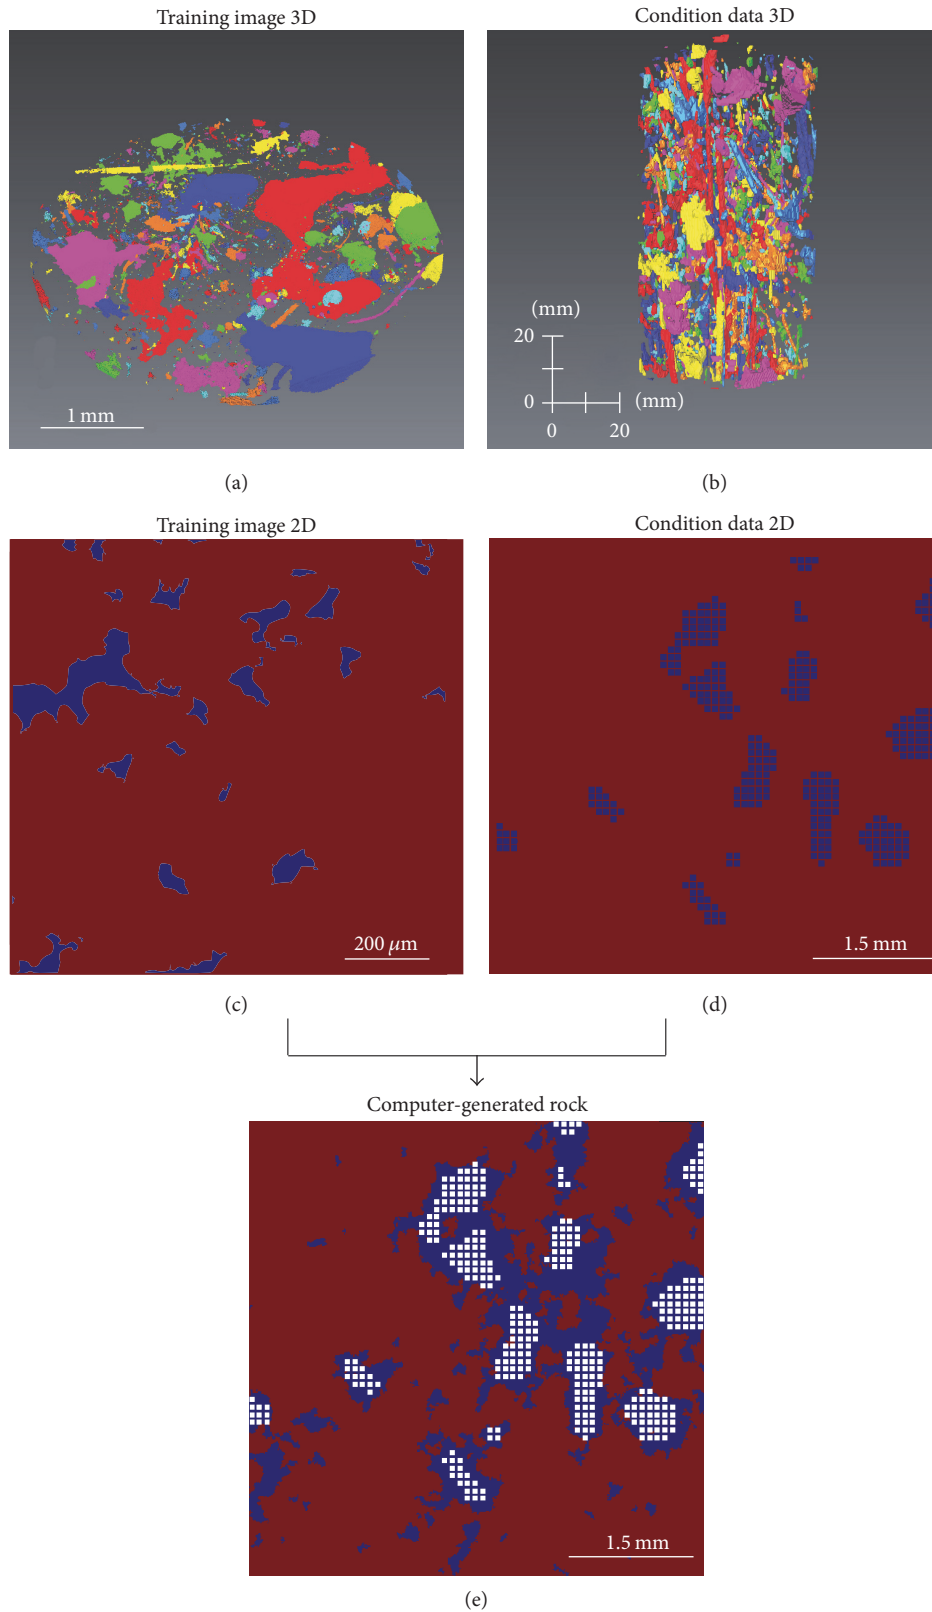 Training image 3D
Condition data 3D
1 mm
(mm)
20
0
(mm)
0
20
(a)
(b)
Training image 2D
Condition data 2D
200 μm
1.5 mm
(c)
(d)
Computer-generated rock
1.5 mm
(e)